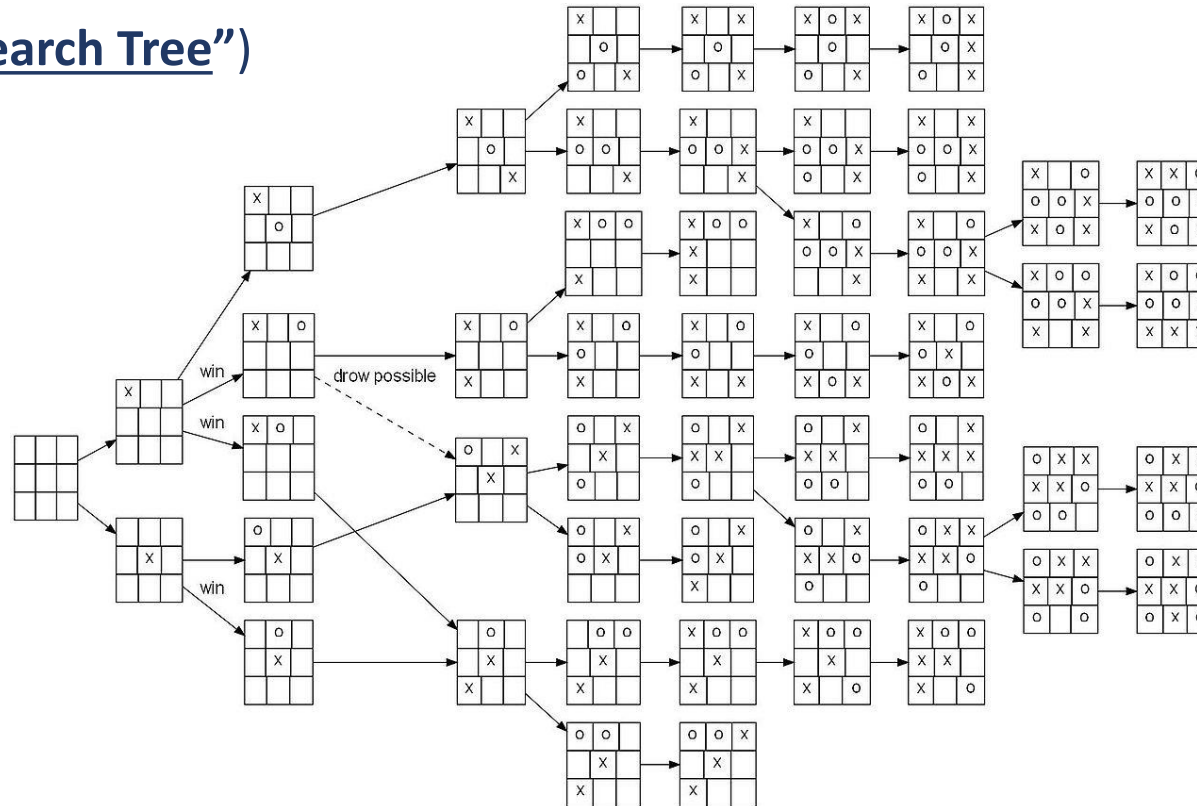 earch Tree")
X X X X O X X O X
O O O O X
O X O X O X O X
X X X X X X
O O O O O X O O X O O X
X X X O X O X
X O X X O
X
O O X O O
X O O X O O X O X O
O
X O X X O
X O O X O O X
X O O X O
X X X X X
O O X O O
X O X O X O X O X O X O
X X X X X
O O O O X
win
drow possible
X X X X X O X X O X
X
win
X O O X O X O X O X
O X
O X X O X
X X X X X X X X
X
O O O O O O
X X O X X
O O O O
O O X O X O X O X X
X X O X O X X X O X X O
O X X O X
X O O
win
X X O X X
O O O X
O O O O X O O X O O X O O
X X X X X X X
X X X X O X O
O O O O X
X X
X X